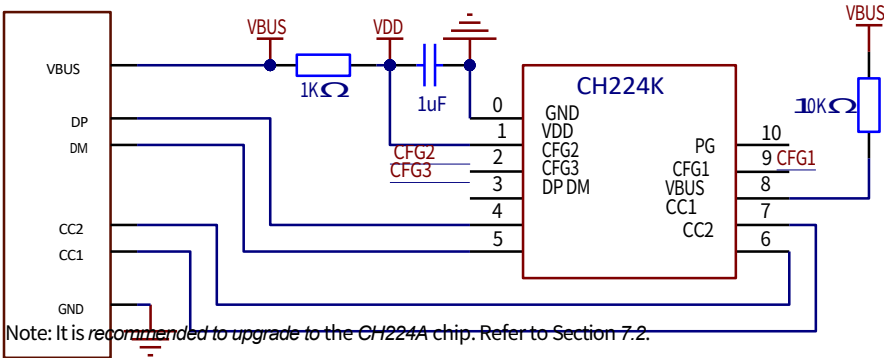 VBUS
VBUS
VDD
VBUS
1KΩ
1uF
CH224K
10KΩ
DP
DM
0
GND
1
VDD
CFG2
2
CFG2
CFG3
3
CFG3
DP DM
4
5
PG
10
CFG1
9
CFG1
VBUS
8
CC1
7
CC2
6
CC2
CC1
GND
Note: It is recommended to upgrade to the CH224A chip. Refer to Section 7.2.